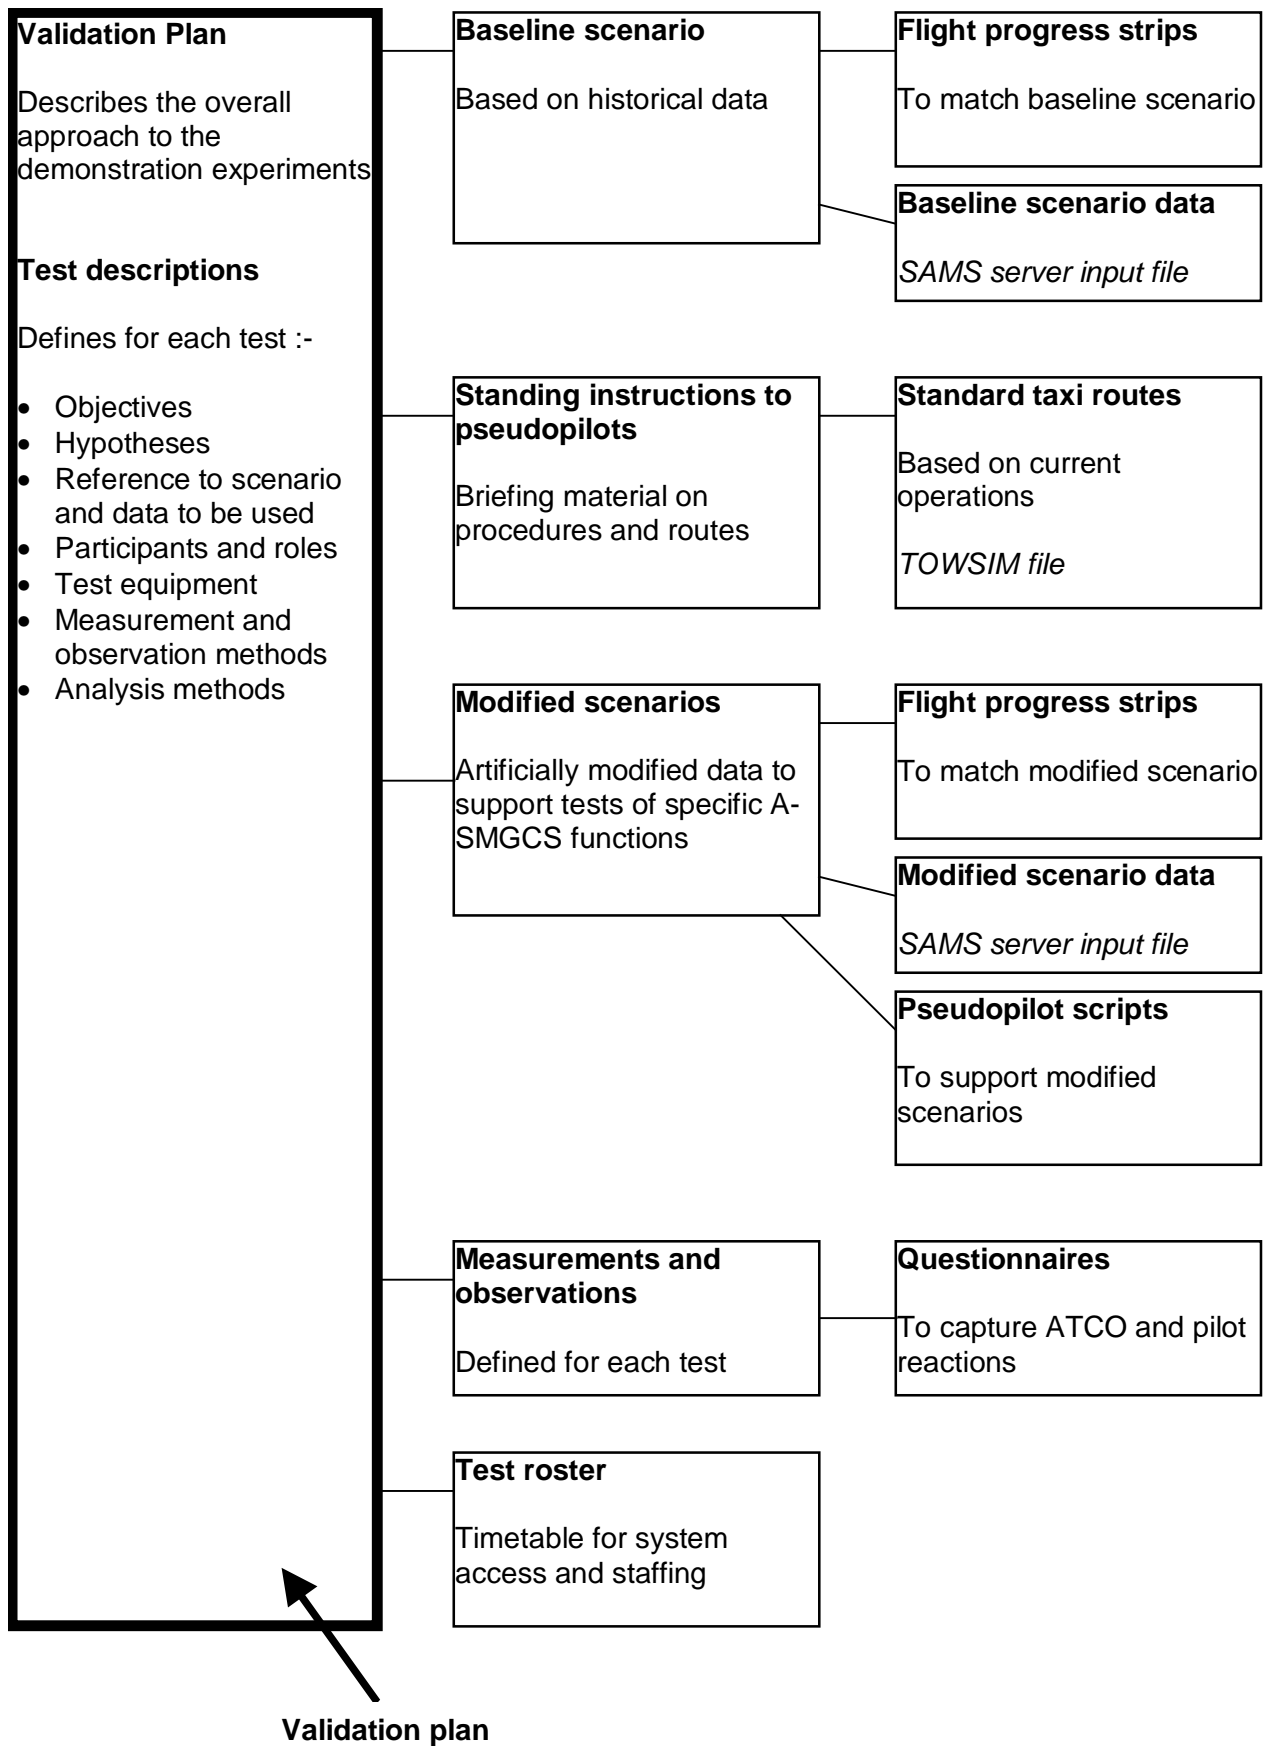 Validation Plan
Describes the overall
approach to the
demonstration experiments
Test descriptions
Defines for each test :-
• Objectives
• Hypotheses
• Reference to scenario
and data to be used
• Participants and roles
• Test equipment
• Measurement and
observation methods
• Analysis methods
Baseline scenario
Based on historical data
Flight progress strips
To match baseline scenario
Baseline scenario data
SAMS server input file
Standing instructions to
pseudopilots
Briefing material on
procedures and routes
Standard taxi routes
Based on current
operations
TOWSIM file
Modified scenarios
Artificially modified data to
support tests of specific A-
SMGCS functions
Flight progress strips
To match modified scenario
Modified scenario data
SAMS server input file
Pseudopilot scripts
To support modified
scenarios
Measurements and
observations
Defined for each test
Questionnaires
To capture ATCO and pilot
reactions
Test roster
Timetable for system
access and staffing
Validation plan